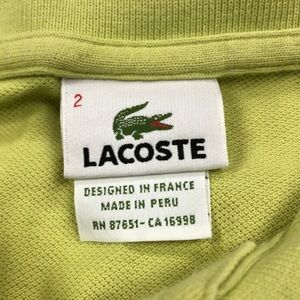 2
LACOSTE
DESIGNED IN FRANCE
MADE IN PERU
RN 87651-CA 16998